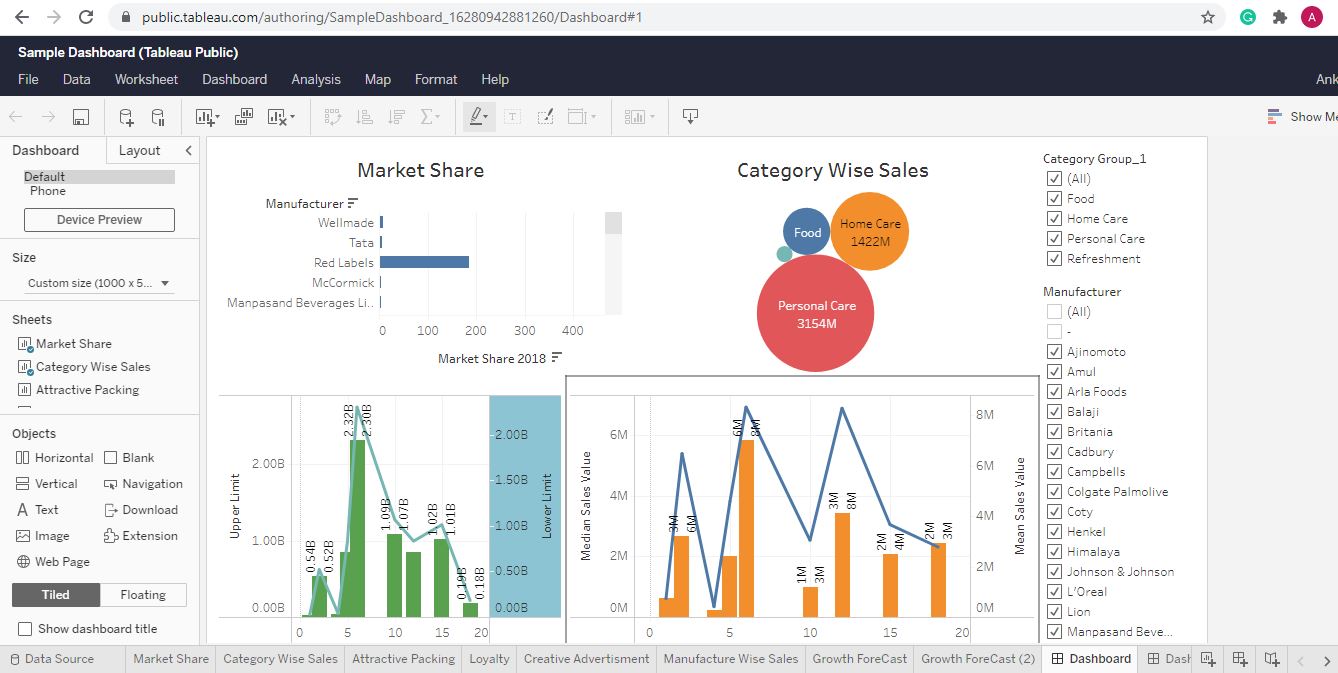 public.tableau.com/authoring/SampleDashboard_16280942881260/Dashboard#1
A
Sample Dashboard (Tableau Public)
File Data Worksheet Dashboard Analysis Map Format Help
Ank
Show Me
Dashboard Layout
Default
Phone
Device Preview
Size
Custom size (1000 x 5...
Sheets
Market Share
Category Wise Sales
Attractive Packing
Objects
Horizontal Blank
Vertical Navigation
Text Download
Image Extension
Web Page
Tiled Floating
Show dashboard title
Market Share
Manufacturer
Wellmade
Tata
Red Labels
McCormick
Manpasand Beverages Li..
0 100 200 300 400
Market Share 2018
Category Wise Sales
Food
Home Care
1422M
Personal Care
3154M
Category Group_1
(All)
Food
Home Care
Personal Care
Refreshment
Manufacturer
(All)
-
Ajinomoto
Amul
Arla Foods
Balaji
Britania
Cadbury
Campbells
Colgate Palmolive
Coty
Henkel
Himalaya
Johnson & Johnson
L'Oreal
Lion
Manpasand Beve...
Upper Limit
2.00B
1.00B
0.00B
0.54B
0.52B
2.32B
2.30B
1.09B
1.07B
1.02B
1.01B
0.19B
0.18B
2.00B
1.50B
1.00B
0.50B
0.00B
Lower Limit
0 5 10 15 20
Median Sales Value
6M
4M
2M
0M
3M
6M
6M
8M
1M
3M
3M
8M
2M
4M
2M
3M
8M
6M
4M
2M
0M
Mean Sales Value
0 5 10 15 20
Data Source Market Share Category Wise Sales Attractive Packing Loyalty Creative Advertisment Manufacture Wise Sales Growth ForeCast Growth ForeCast (2) Dashboard Dash